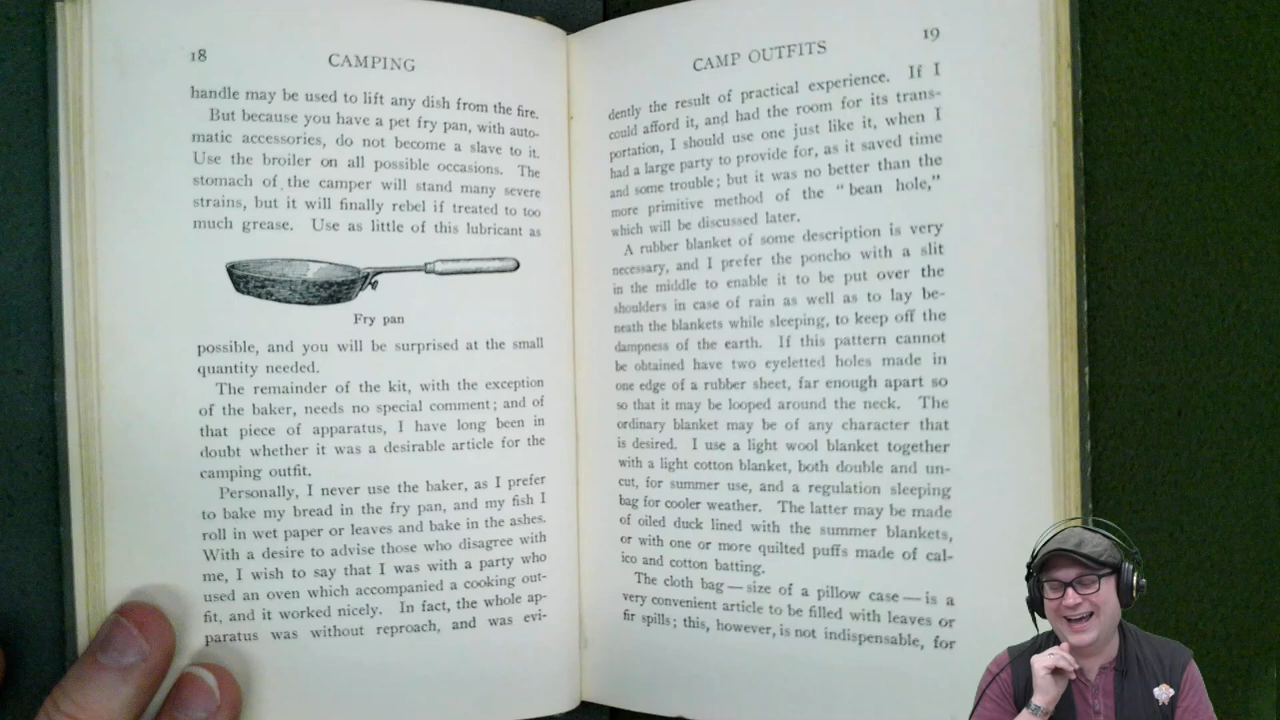 18
CAMPING
handle may be used to lift any dish from the fire.
But because you have a pet fry pan, with auto-
matic accessories, do not become a slave to it.
Use the broiler on all possible occasions. The
stomach of the camper will stand many severe
strains, but it will finally rebel if treated to too
much grease. Use as little of this lubricant as
Fry pan
possible, and you will be surprised at the small
quantity needed.
The remainder of the kit, with the exception
of the baker, needs no special comment; and of
that piece of apparatus, I have long been in
doubt whether it was a desirable article for the
camping outfit.
Personally, I never use the baker, as I prefer
to bake my bread in the fry pan, and my fish I
roll in wet paper or leaves and bake in the ashes.
With a desire to advise those who disagree with
me, I wish to say that I was with a party who
used an oven which accompanied a cooking out-
fit, and it worked nicely. In fact, the whole ap-
paratus was without reproach, and was evi-
CAMP OUTFITS
19
dently the result of practical experience. If I
could afford it, and had the room for its trans-
portation, I should use one just like it, when I
had a large party to provide for, as it saved time
and some trouble; but it was no better than the
more primitive method of the "bean hole,"
which will be discussed later.
A rubber blanket of some description is very
necessary, and I prefer the poncho with a slit
in the middle to enable it to be put over the
shoulders in case of rain as well as to lay be-
neath the blankets while sleeping, to keep off the
dampness of the earth. If this pattern cannot
be obtained have two eyeletted holes made in
one edge of a rubber sheet, far enough apart so
so that it may be looped around the neck. The
ordinary blanket may be of any character that
is desired. I use a light wool blanket together
with a light cotton blanket, both double and un-
cut, for summer use, and a regulation sleeping
bag for cooler weather. The latter may be made
of oiled duck lined with the summer blankets,
or with one or more quilted puffs made of cal-
ico and cotton batting.
The cloth bag — size of a pillow case — is a
very convenient article to be filled with leaves or
fir spills; this, however, is not indispensable, for